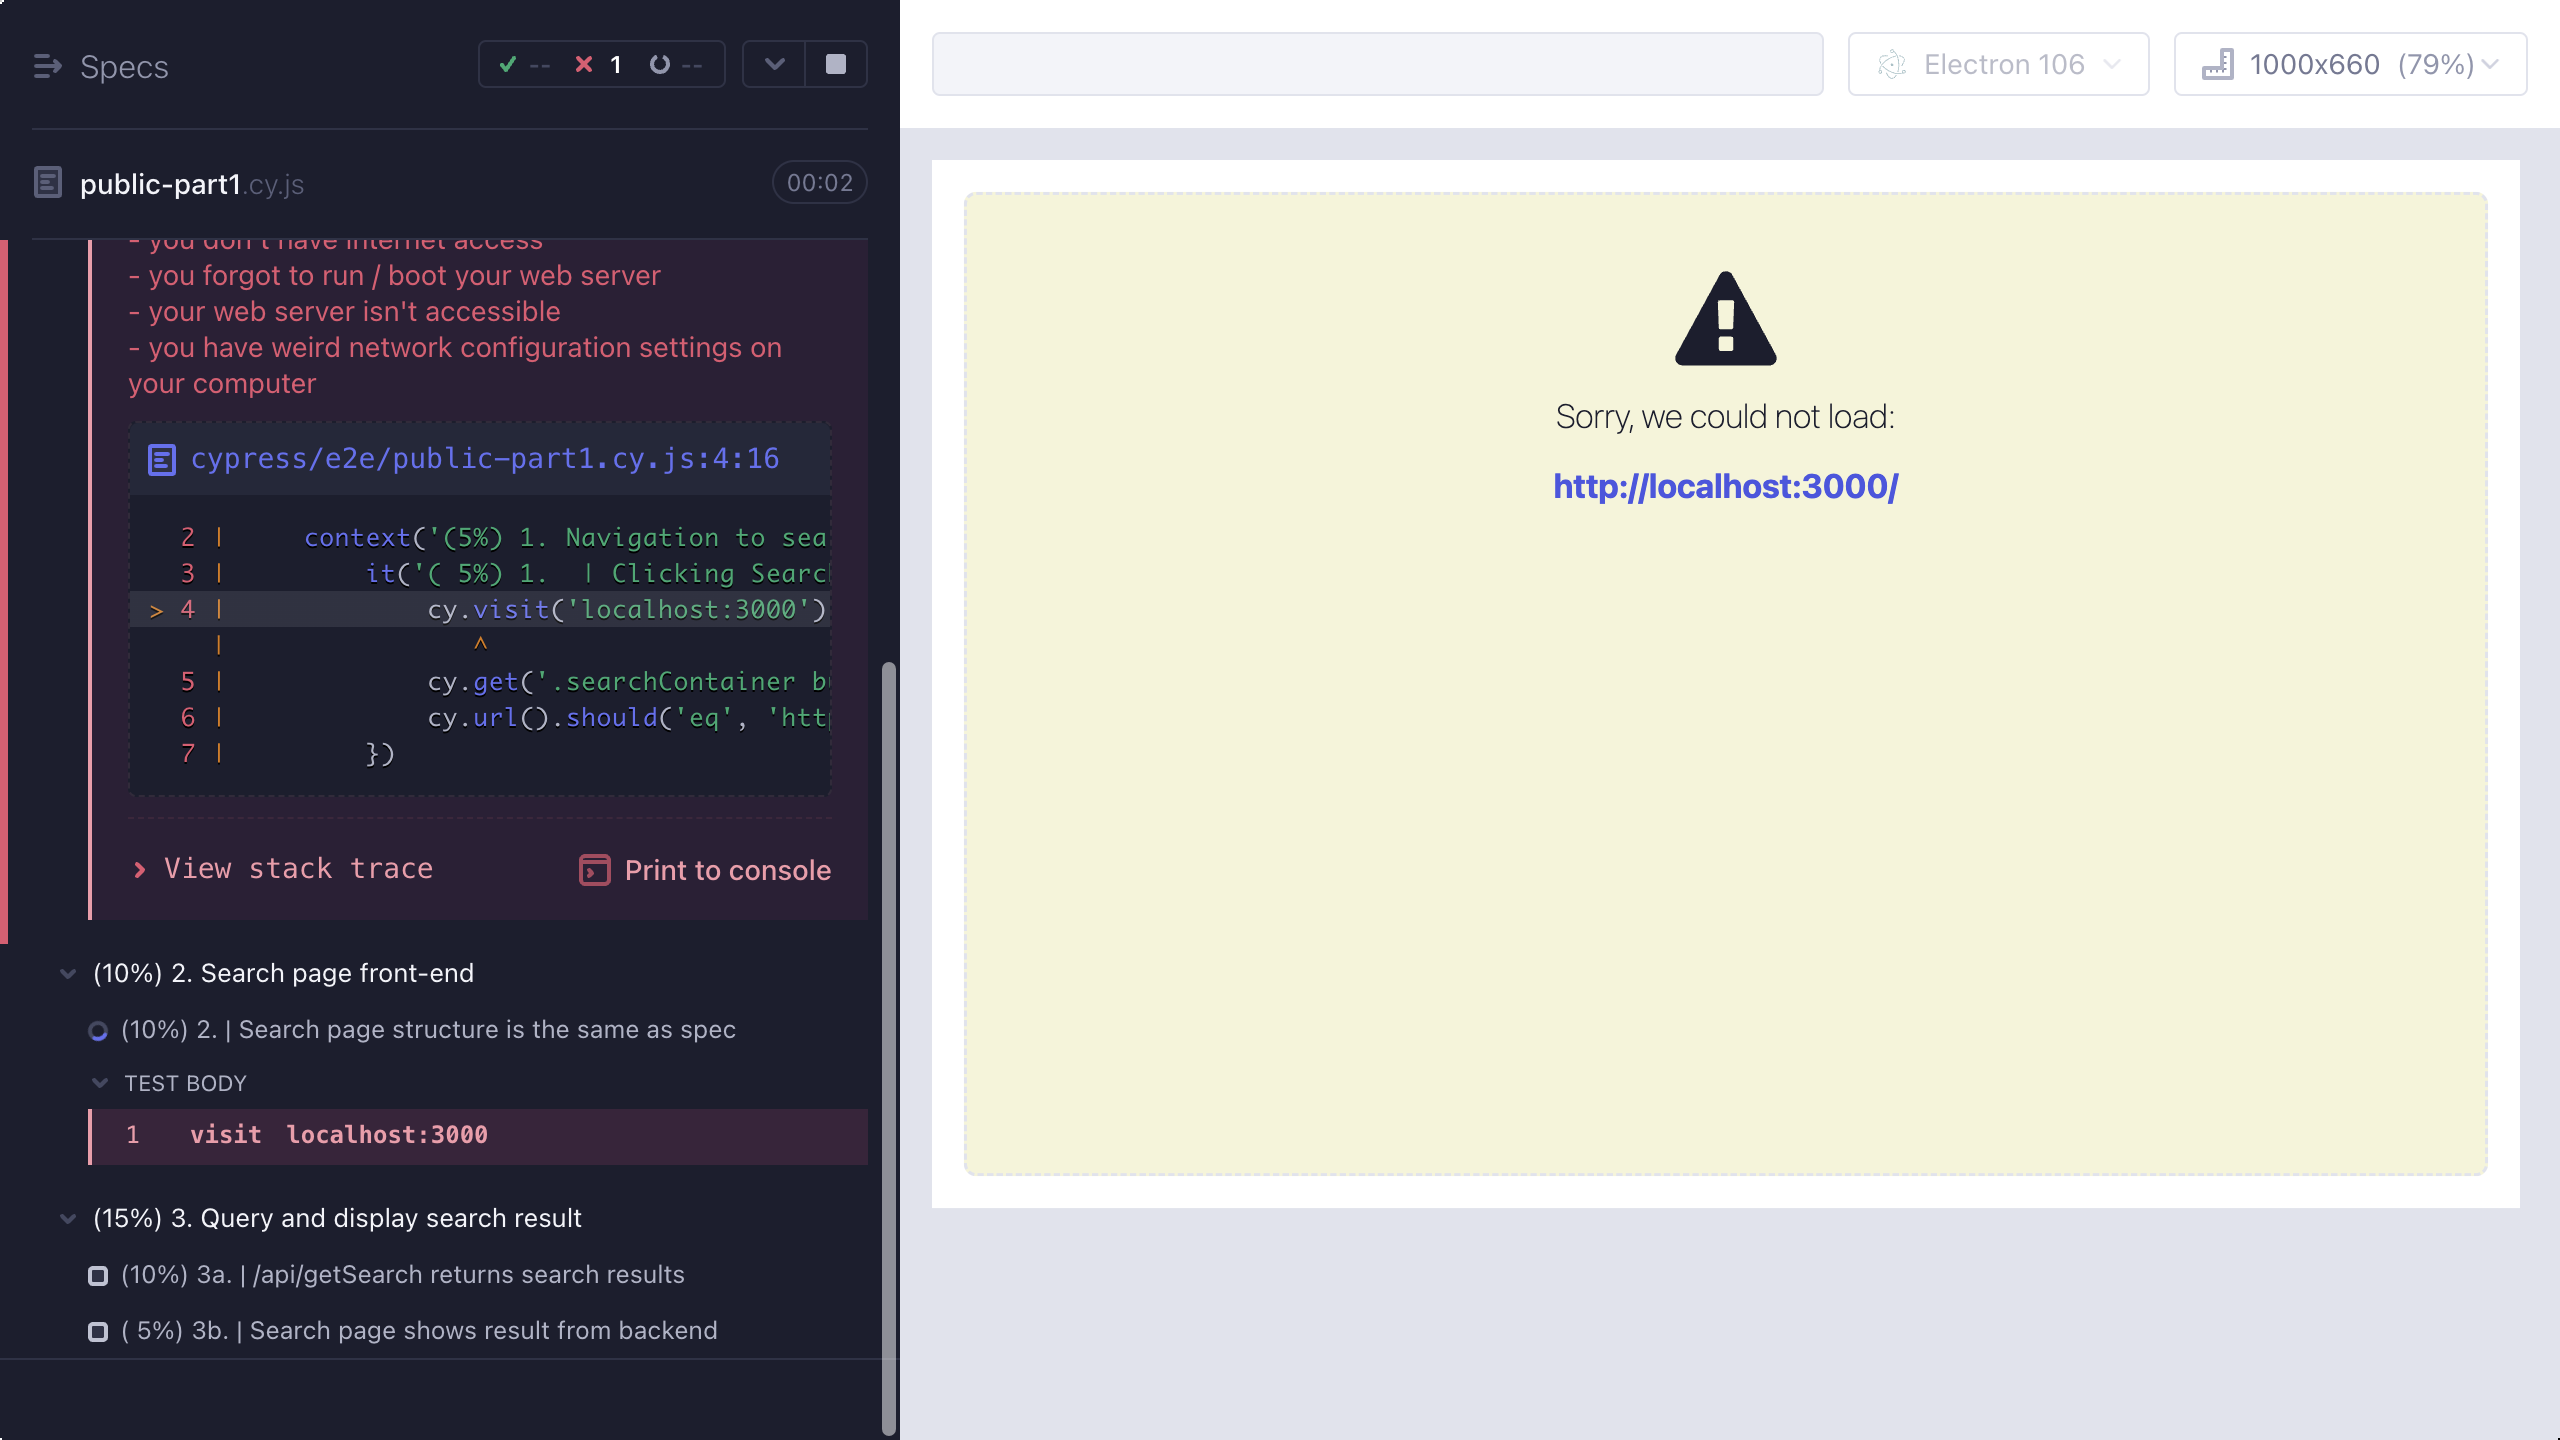 Specs
-- 1 --
public-part1.cy.js
00:02
- you don't have internet access
- you forgot to run / boot your web server
- your web server isn't accessible
- you have weird network configuration settings on
your computer
cypress/e2e/public-part1.cy.js:4:16
2 | context('(5%) 1. Navigation to sea
3 | it('( 5%) 1. | Clicking Searc
> 4 | cy.visit('localhost:3000')
| ^
5 | cy.get('.searchContainer b
6 | cy.url().should('eq', 'http
7 | })
View stack trace
Print to console
(10%) 2. Search page front-end
(10%) 2. | Search page structure is the same as spec
TEST BODY
1 visit localhost:3000
(15%) 3. Query and display search result
(10%) 3a. | /api/getSearch returns search results
( 5%) 3b. | Search page shows result from backend
Electron 106
1000x660 (79%)
Sorry, we could not load:
http://localhost:3000/